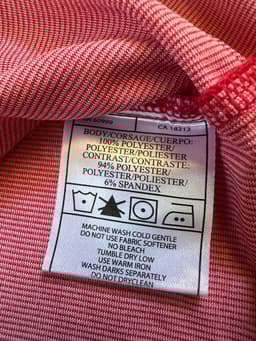 CA 18313
BODY/CORSAGE/CUERPO:
100% POLYESTER/
POLYESTER/POLIESTER
CONTRAST/CONTRASTE:
94% POLYESTER/
POLYESTER/POLIESTER
6% SPANDEX
MACHINE WASH COLD GENTLE
DO NOT USE FABRIC SOFTENER
NO BLEACH
TUMBLE DRY LOW
USE WARM IRON
WASH DARKS SEPARATELY
DO NOT DRYCLEAN